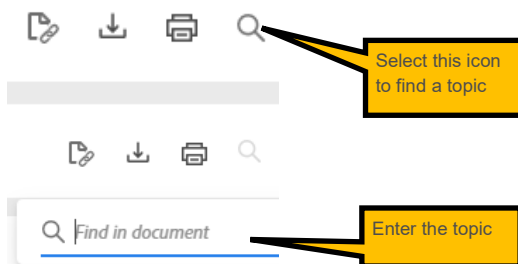 Select this icon
to find a topic
Find in document
Enter the topic